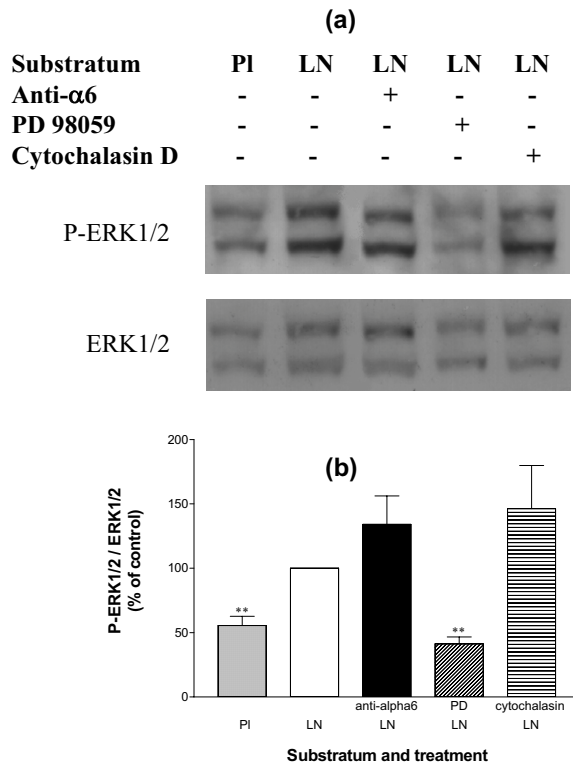 (a)
Substratum Pl LN LN LN LN
Anti-α6 - - + - -
PD 98059 - - - + -
Cytochalasin D - - - - +
P-ERK1/2
ERK1/2
(b)
P-ERK1/2 / ERK1/2
(% of control)
200
150
100
50
0
**
**
anti-alpha6 PD cytochalasin
Pl LN LN LN LN
Substratum and treatment